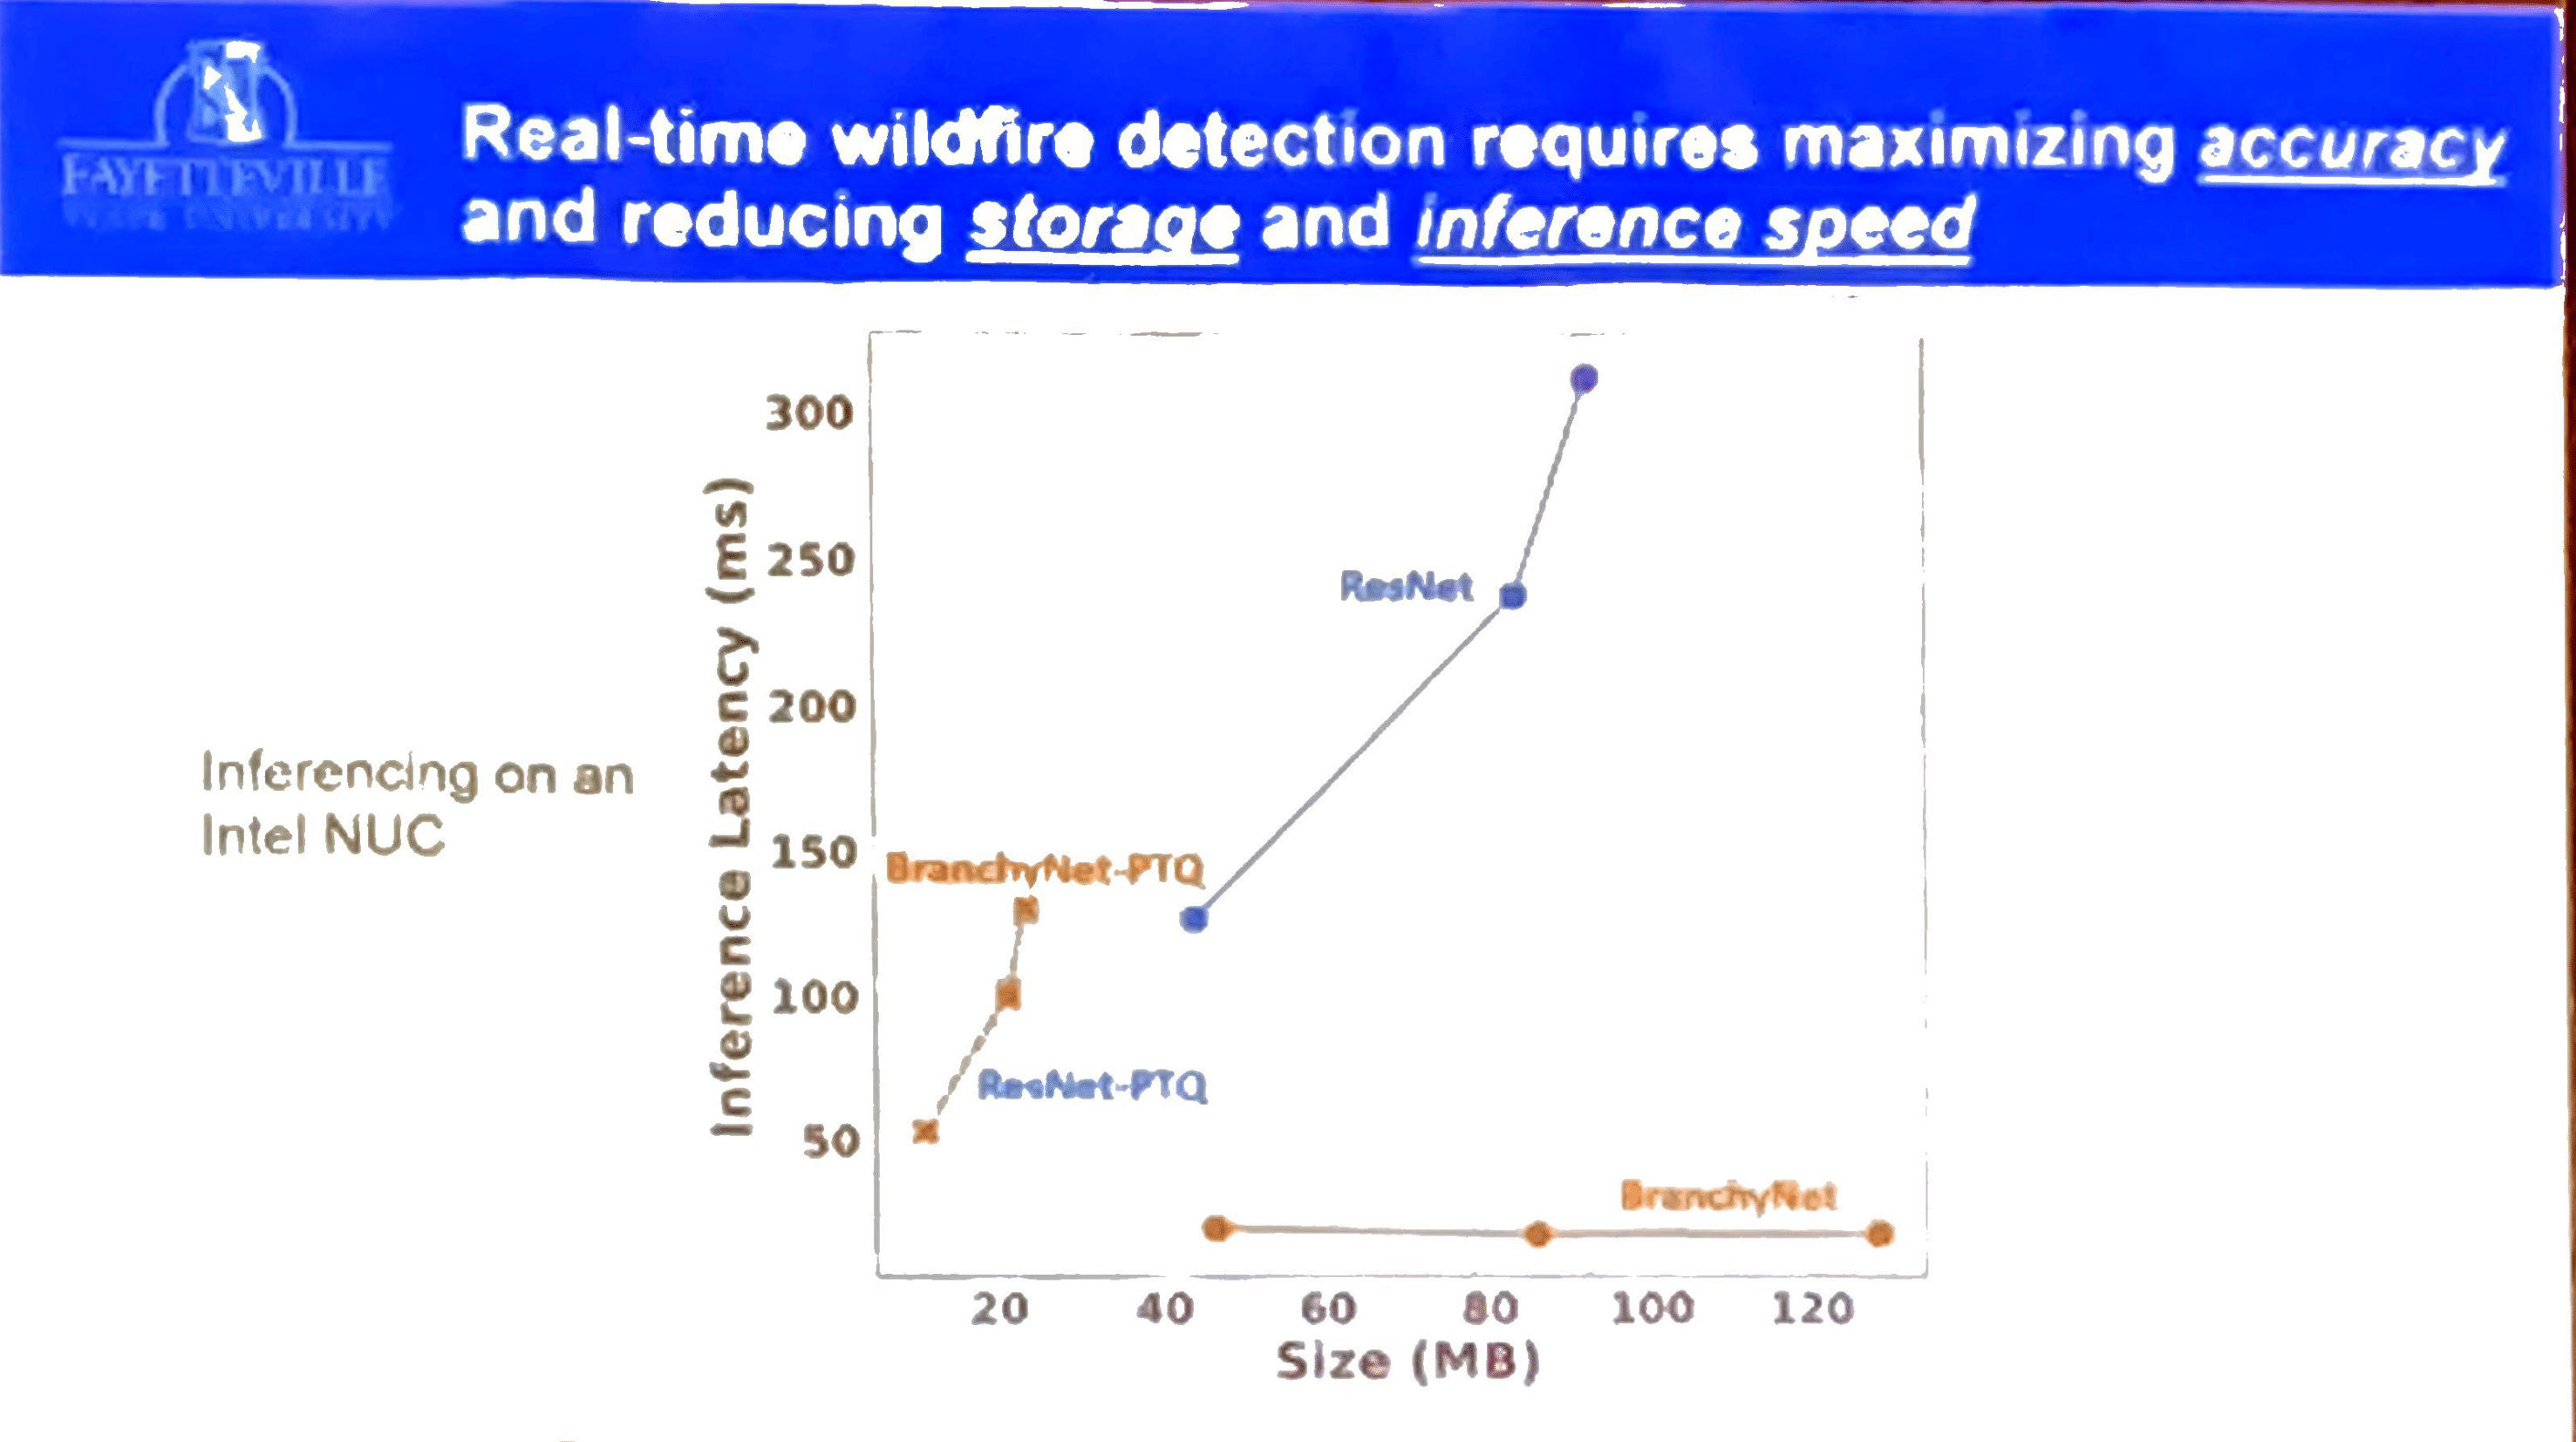 FAYETTEVILLE
STATE UNIVERSITY
Real-time wildfire detection requires maximizing accuracy
and reducing storage and inference speed
Inferencing on an
Intel NUC
Inference Latency (ms)
300
250
200
150
100
50
ResNet
BranchyNet-PTQ
ResNet-PTQ
BranchyNet
20 40 60 80 100 120
Size (MB)